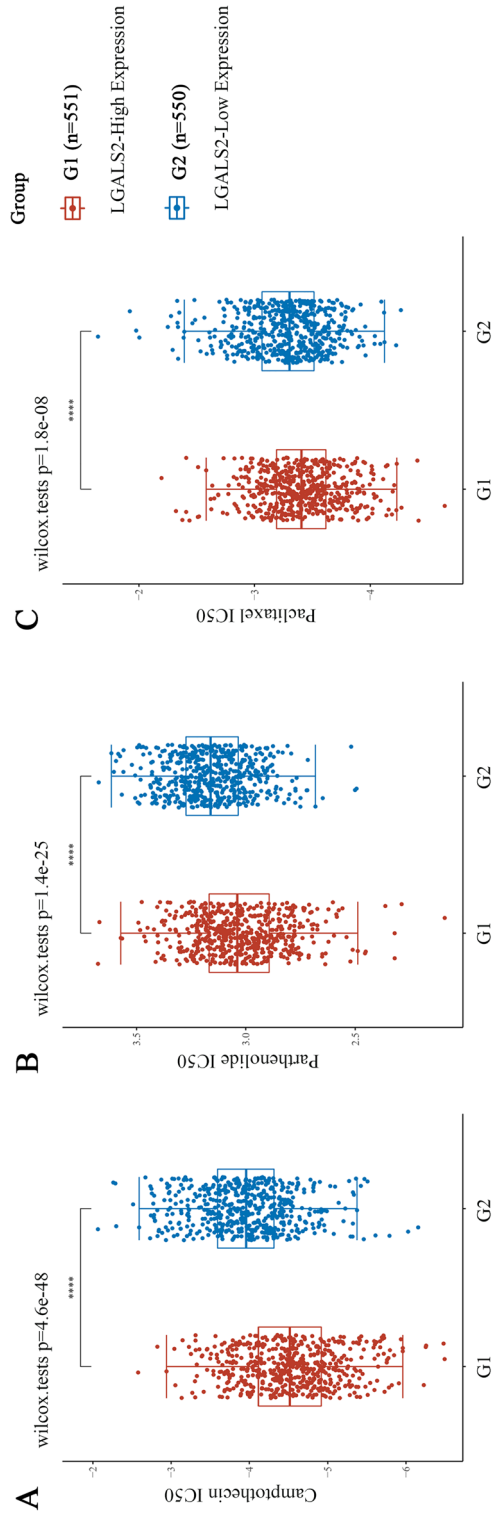 A
wilcox.tests p=4.6e-48
****
Camptothecin IC50
-2
-3
-4
-5
-6
G1
G2
B
wilcox.tests p=1.4e-25
****
Parthenolide IC50
3.5
3.0
2.5
G1
G2
C
wilcox.tests p=1.8e-08
****
Paclitaxel IC50
-2
-3
-4
G1
G2
Group
G1 (n=551)
LGALS2-High Expression
G2 (n=550)
LGALS2-Low Expression